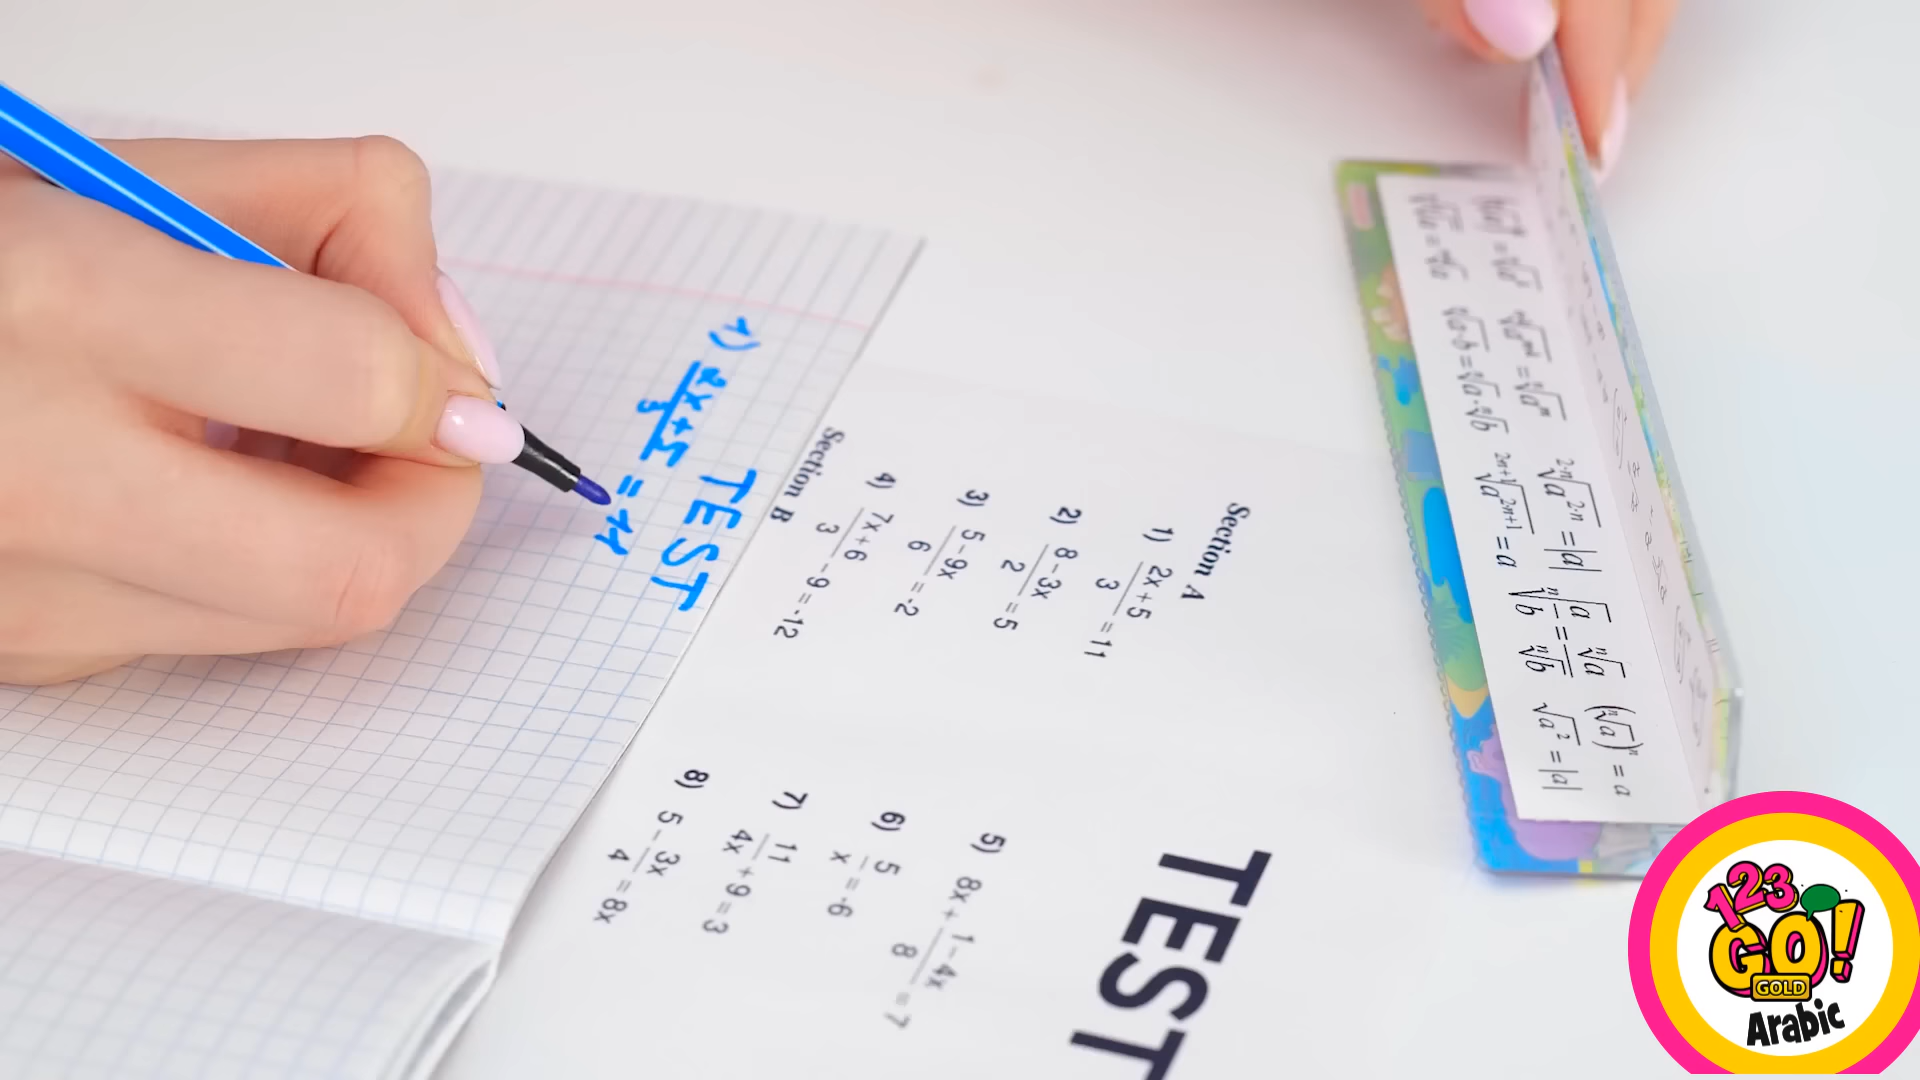 TEST
1) 2x+5/3 = 11
TEST
Section A
1) 2x+5/3 = 11
2) 8-3x/2 = 5
3) 5-9x/6 = -2
4) 7x+6/3 - 9 = -12
Section B
5) 8x + 1-4x/8 = 7
6) 5/x = -6
7) 11/4x + 9 = 3
8) 5 - 3x/4 = 8x
²ⁿ√a²ⁿ = |a| ⁿ√a/b = ⁿ√a/ⁿ√b (ⁿ√a)ⁿ = a
ⁿ√a·b = ⁿ√a·ⁿ√b ²ⁿ⁺¹√a²ⁿ⁺¹ = a √a² = |a|
123
GO!
GOLD
Arabic